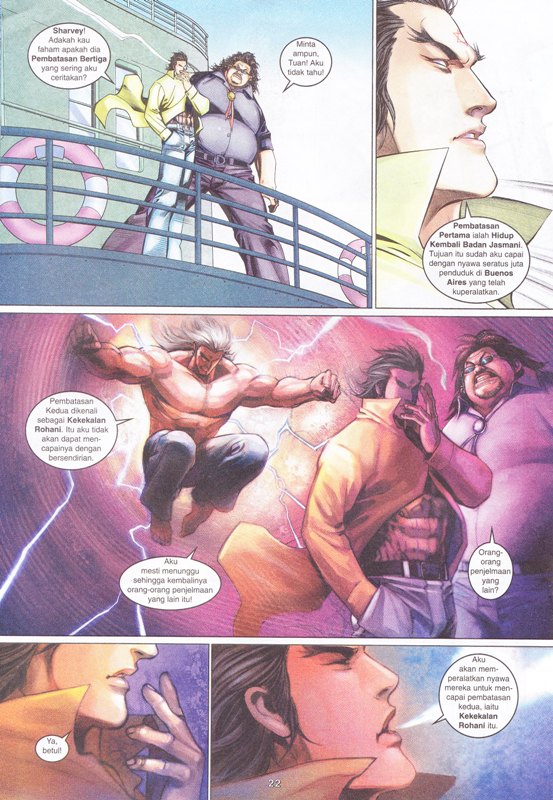 Sharvey!
Adakah kau
faham apakah dia
Pembatasan Bertiga
yang sering aku
ceritakan?
Minta
ampun,
Tuan! Aku
tidak tahu!
Pembatasan
Pertama ialah Hidup
Kembali Badan Jasmani.
Tujuan itu sudah aku capai
dengan nyawa seratus juta
penduduk di Buenos
Aires yang telah
kuperalatkan.
Pembatasan
Kedua dikenali
sebagai Kekekalan
Rohani. Itu aku tidak
akan dapat men-
capainya dengan
bersendirian.
Aku
mesti menunggu
sehingga kembalinya
orang-orang penjelmaan
yang lain itu!
Orang-
orang
penjelmaan
yang
lain?
Ya,
betul!
Aku
akan mem-
peralatkan nyawa
mereka untuk men-
capai pembatasan
kedua, iaitu
Kekekalan
Rohani itu.
22